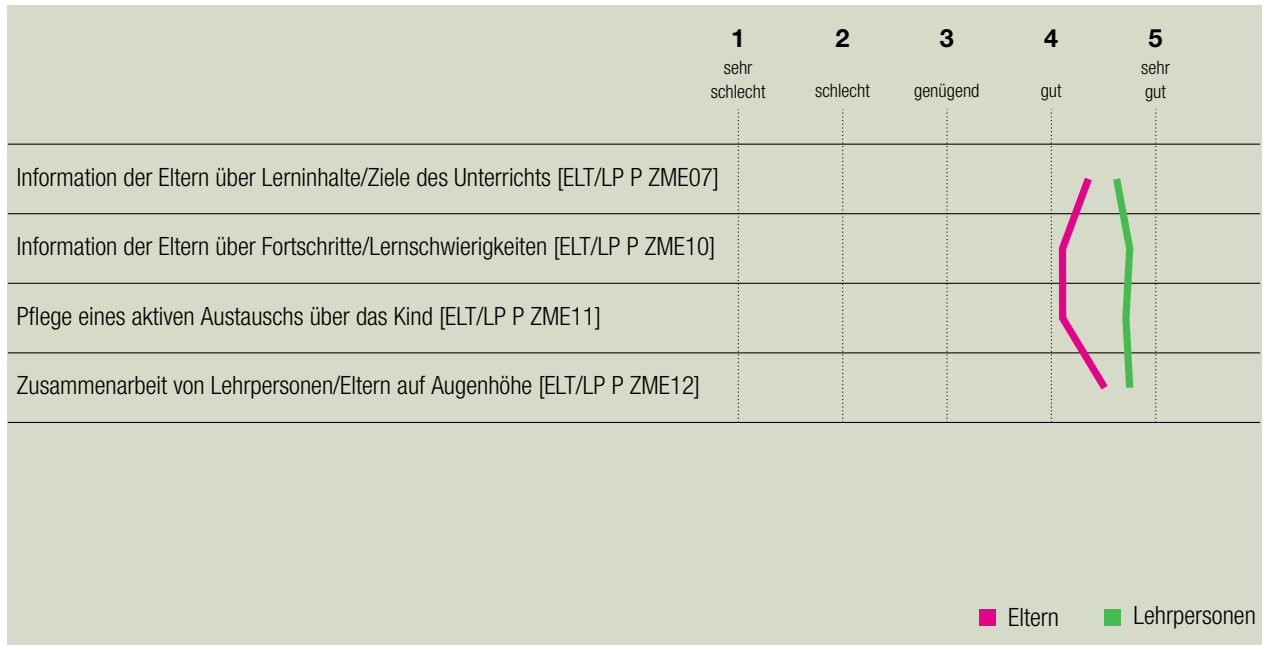 1 2 3 4 5
sehr sehr
schlecht schlecht genügend gut gut
Information der Eltern über Lerninhalte/Ziele des Unterrichts [ELT/LP P ZME07]
Information der Eltern über Fortschritte/Lernschwierigkeiten [ELT/LP P ZME10]
Pflege eines aktiven Austauschs über das Kind [ELT/LP P ZME11]
Zusammenarbeit von Lehrpersonen/Eltern auf Augenhöhe [ELT/LP P ZME12]
Eltern Lehrpersonen